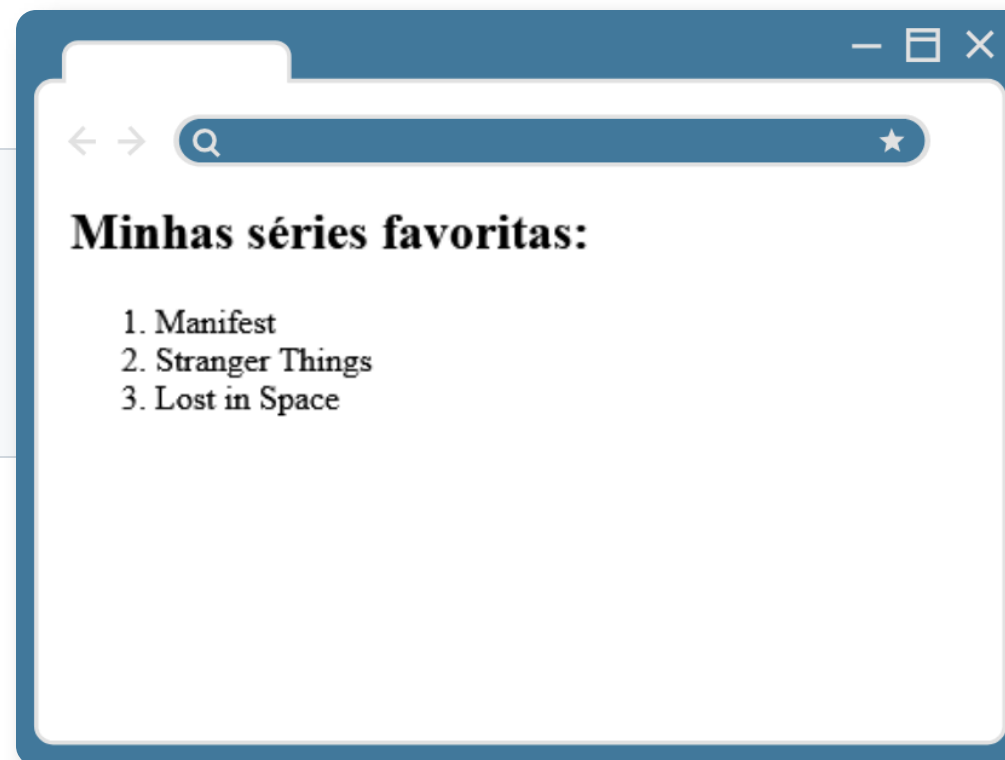 Minhas séries favoritas:
1. Manifest
2. Stranger Things
3. Lost in Space